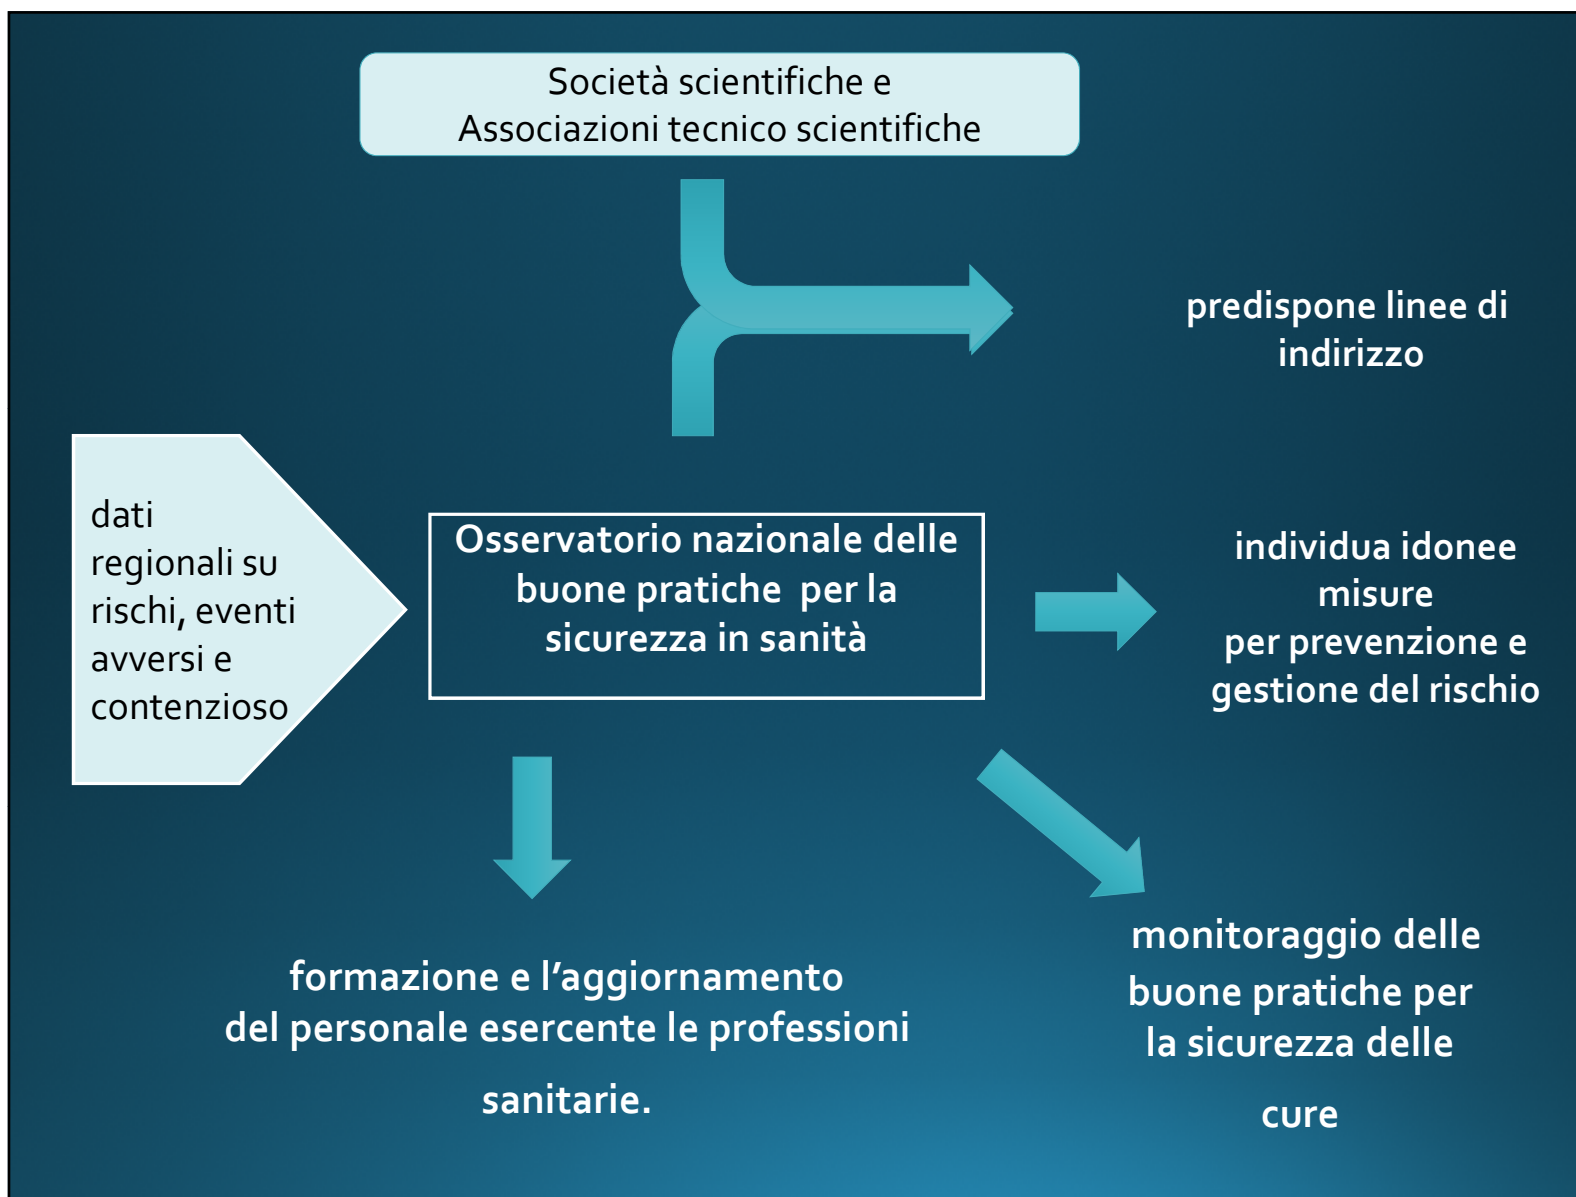 Società scientifiche e
Associazioni tecnico scientifiche
predispone linee di
indirizzo
dati
regionali su
rischi, eventi
avversi e
contenzioso
Osservatorio nazionale delle
buone pratiche per la
sicurezza in sanità
individua idonee
misure
per prevenzione e
gestione del rischio
formazione e l’aggiornamento
del personale esercente le professioni
sanitarie.
monitoraggio delle
buone pratiche per
la sicurezza delle
cure